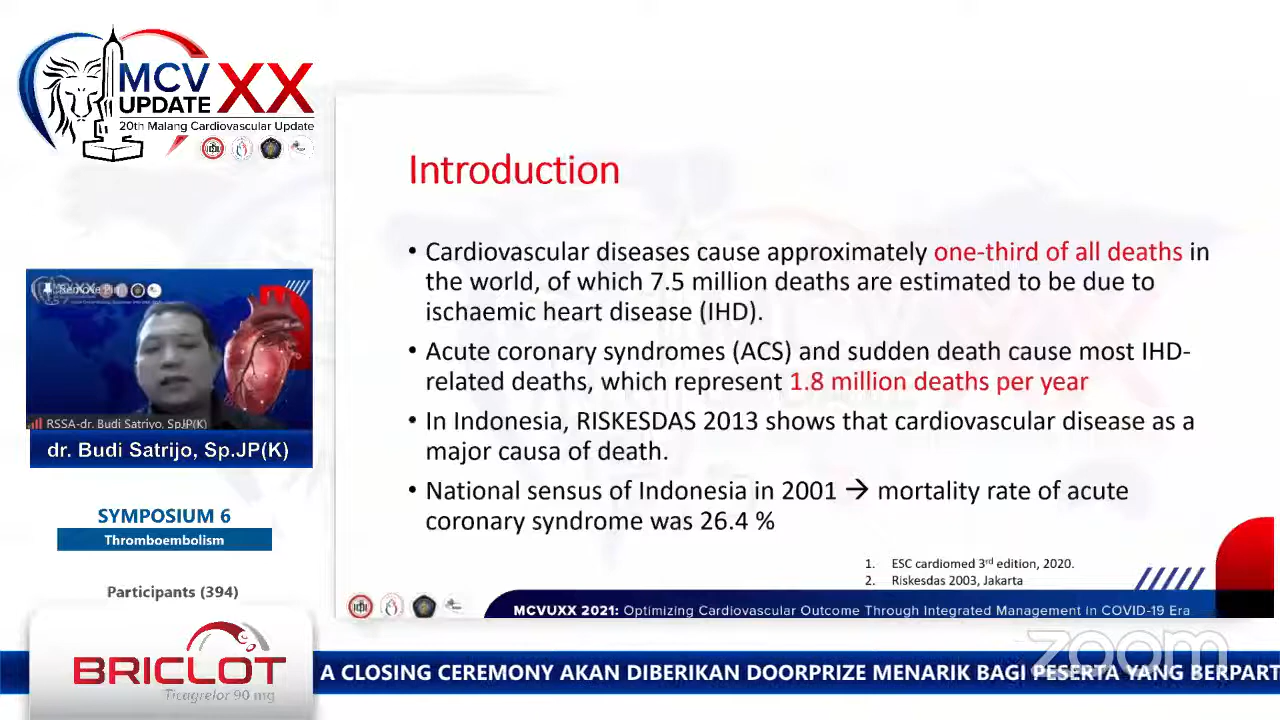 MCV
UPDATE
XX
20th Malang Cardiovascular Update
Introduction
• Cardiovascular diseases cause approximately one-third of all deaths in
the world, of which 7.5 million deaths are estimated to be due to
ischaemic heart disease (IHD).
• Acute coronary syndromes (ACS) and sudden death cause most IHD-
related deaths, which represent 1.8 million deaths per year
• In Indonesia, RISKESDAS 2013 shows that cardiovascular disease as a
major causa of death.
• National sensus of Indonesia in 2001 → mortality rate of acute
coronary syndrome was 26.4 %
1. ESC cardiomed 3rd edition, 2020.
2. Riskesdas 2003, Jakarta
MCVUXX 2021: Optimizing Cardiovascular Outcome Through Integrated Management in COVID-19 Era
Remove Pin
RSSA-dr. Budi Satriyo, SpJP(K)
dr. Budi Satrijo, Sp.JP(K)
SYMPOSIUM 6
Thromboembolism
Participants (394)
BRICLOT
Ticagrelor 90 mg
A CLOSING CEREMONY AKAN DIBERIKAN DOORPRIZE MENARIK BAGI PESERTA YANG BERPART
zoom